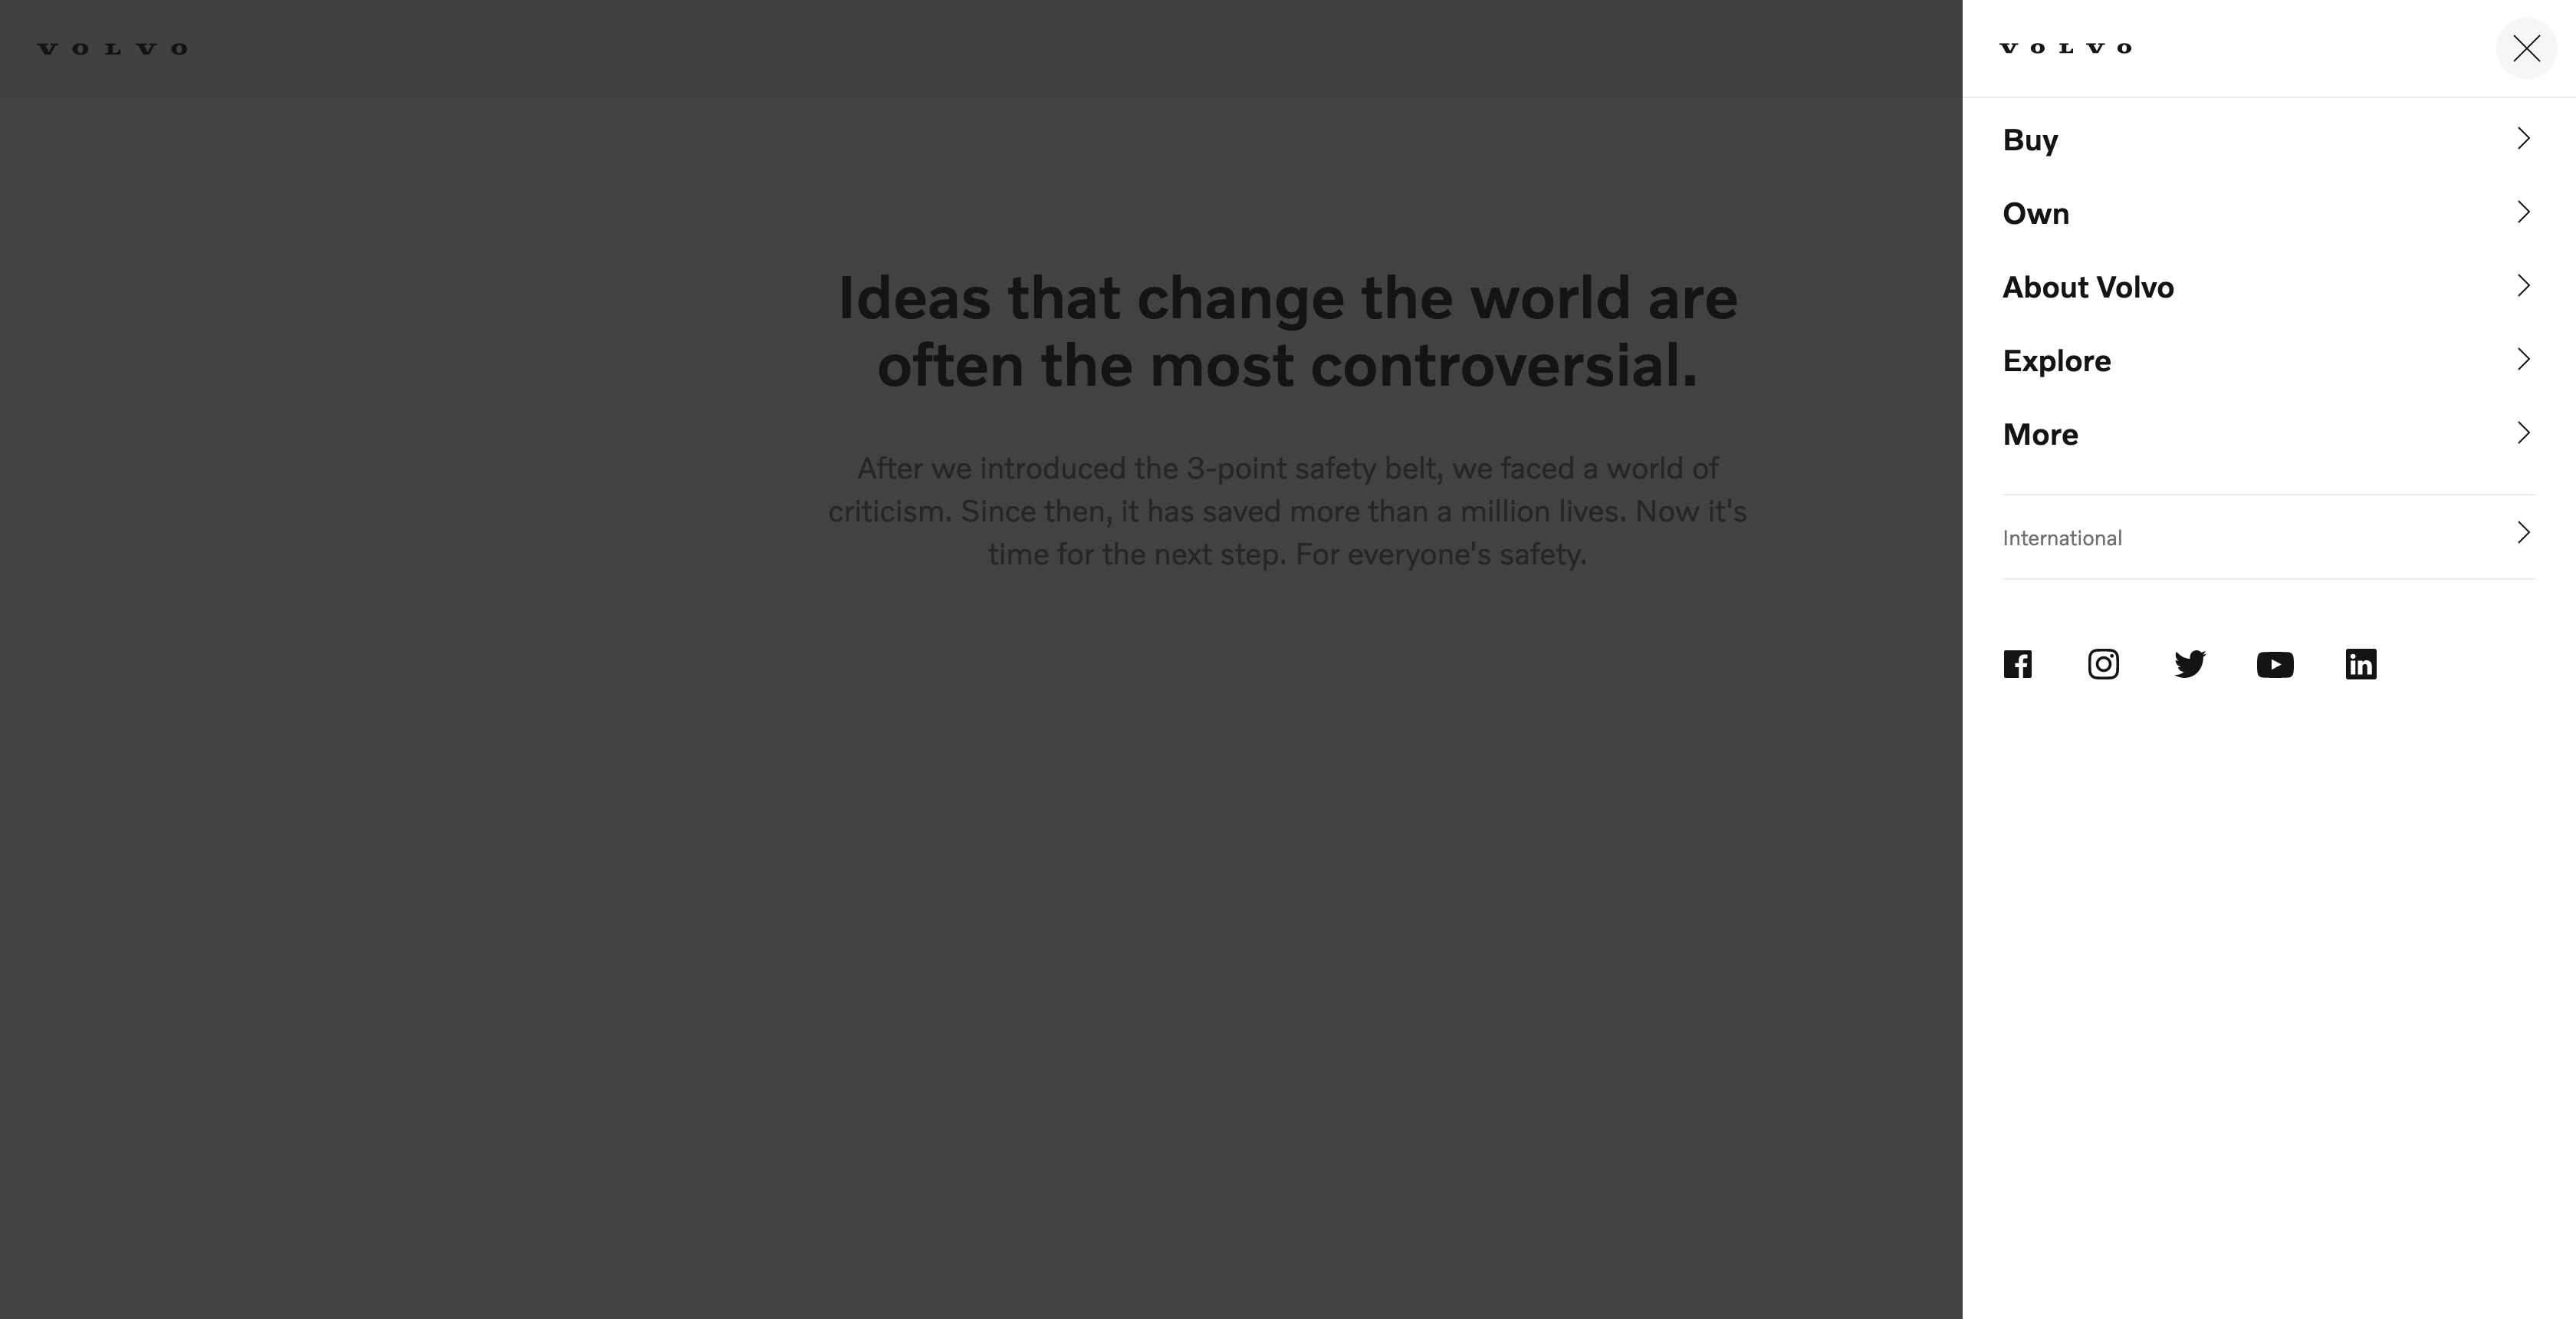 VOLVO
Ideas that change the world are
often the most controversial.
After we introduced the 3-point safety belt, we faced a world of
criticism. Since then, it has saved more than a million lives. Now it's
time for the next step. For everyone's safety.
VOLVO
Buy
Own
About Volvo
Explore
More
International